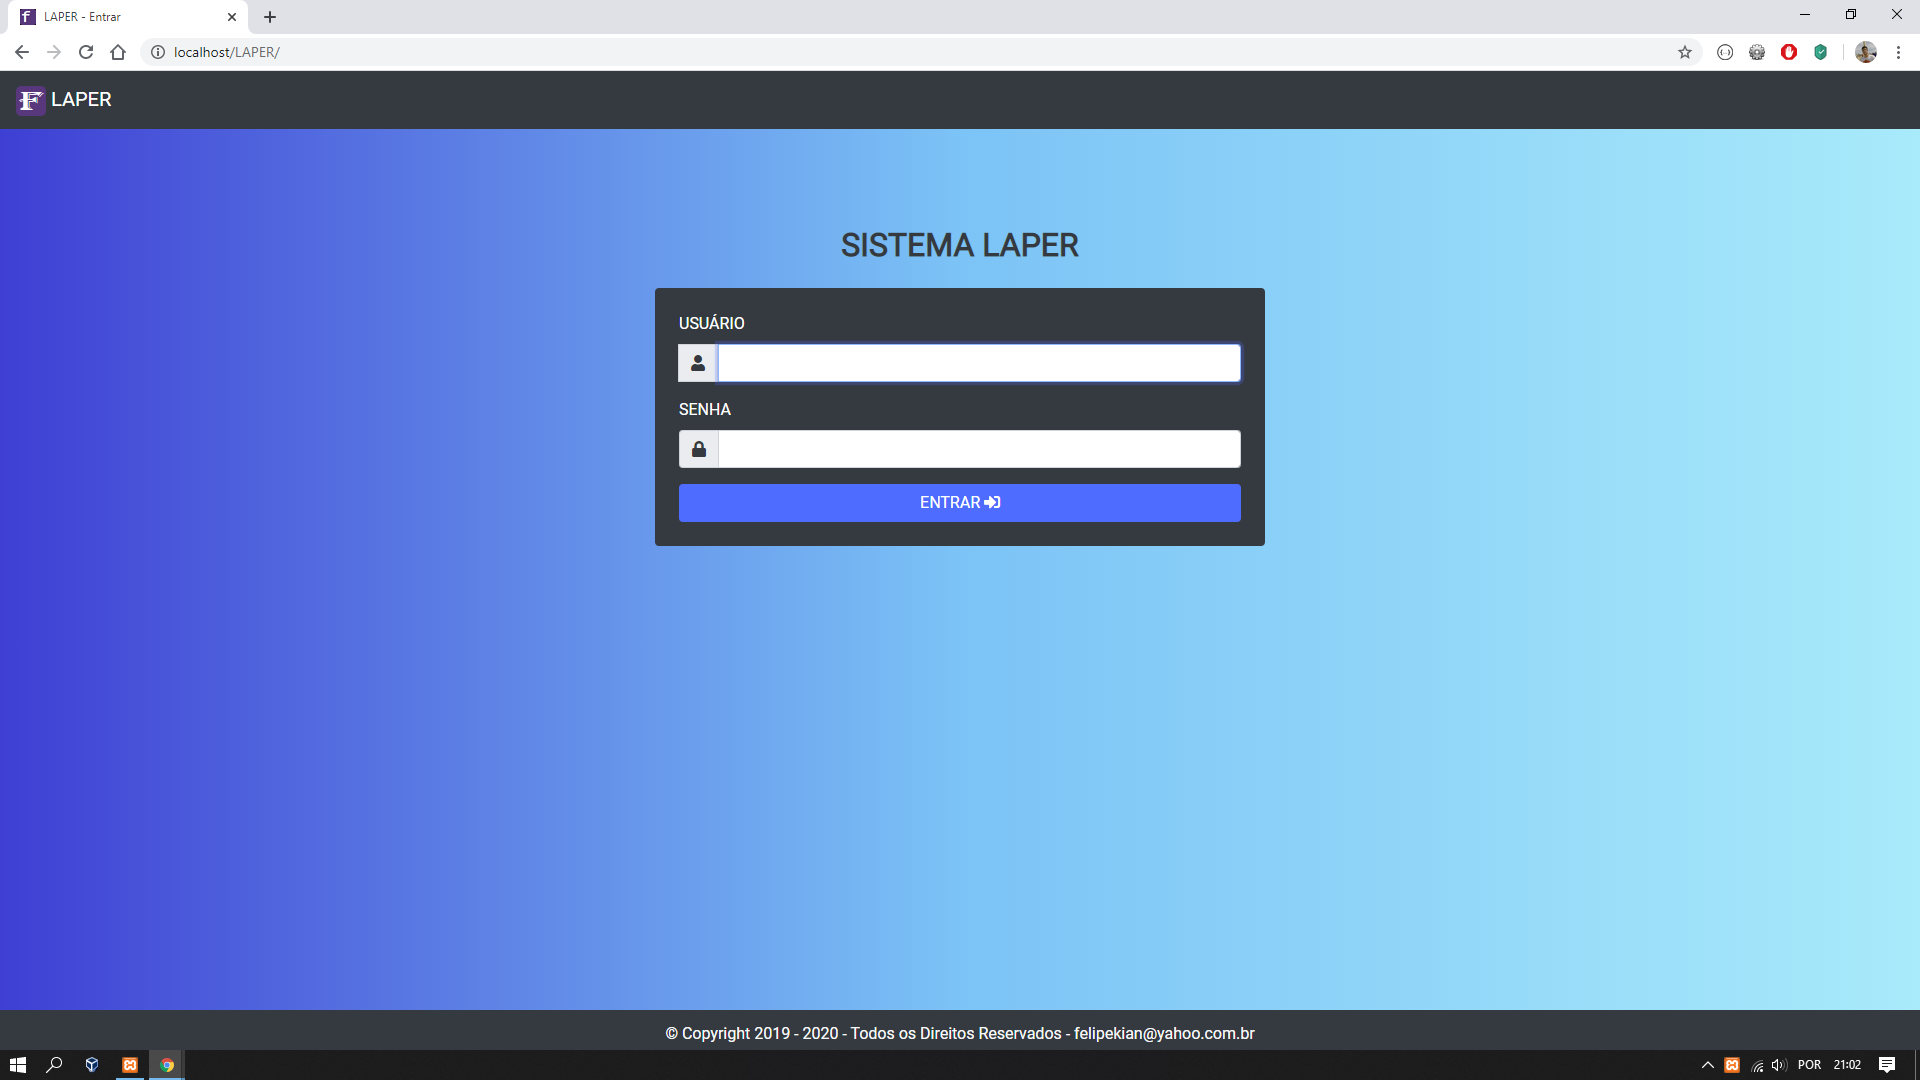 LAPER - Entrar
localhost/LAPER/
F LAPER
SISTEMA LAPER
USUÁRIO
SENHA
ENTRAR
© Copyright 2019 - 2020 - Todos os Direitos Reservados - felipekian@yahoo.com.br
POR 21:02